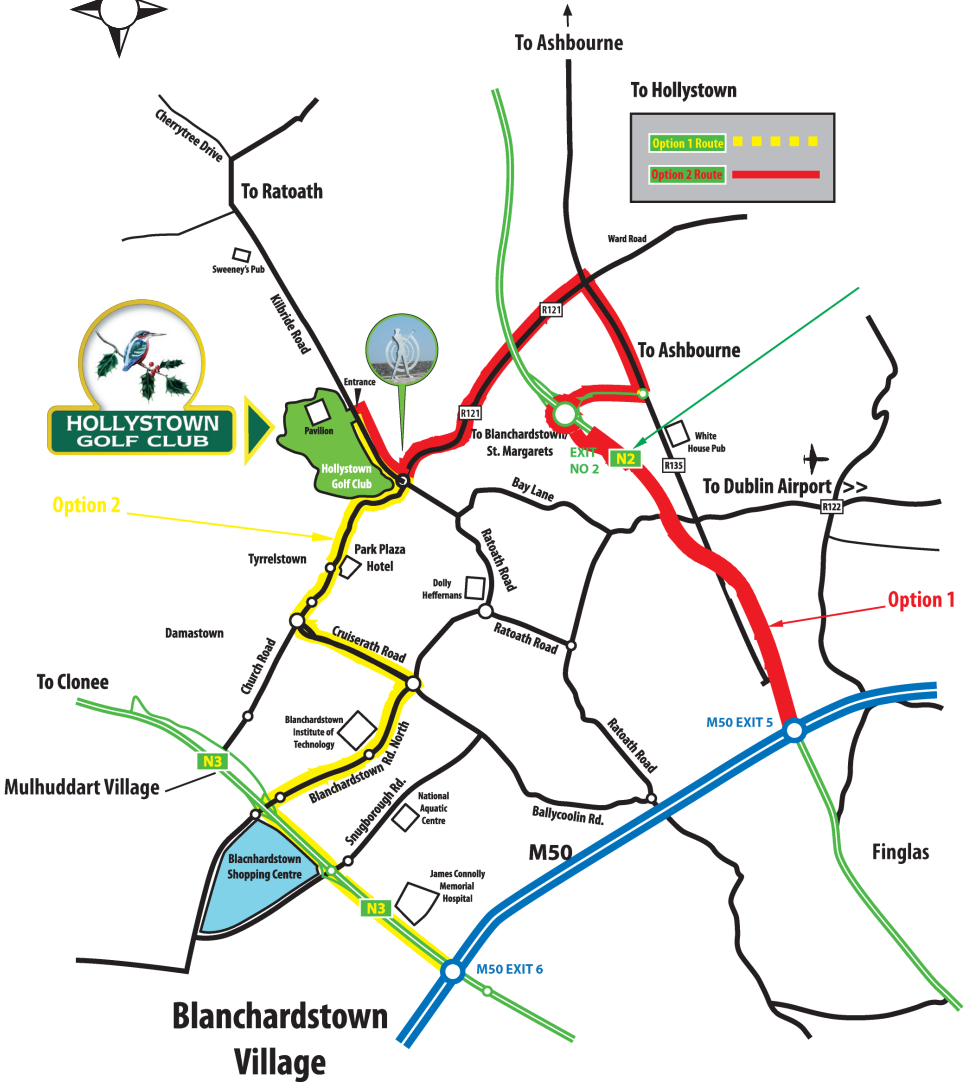 To Ashbourne
To Hollystown
Option 1 Route
Option 2 Route
Cherrytree Drive
To Ratoath
Ward Road
Sweeney's Pub
Kilbride Road
R121
To Ashbourne
Entrance
HOLLYSTOWN
GOLF CLUB
Pavilion
R121
To Blanchardstown/
St. Margarets
EXIT
NO 2
N2
White
House Pub
R135
Hollystown
Golf Club
To Dublin Airport >>
R122
Bay Lane
Option 2
Tyrrelstown
Park Plaza
Hotel
Ratoath Road
Dolly
Heffernans
Option 1
Damastown
Cruiserath Road
Ratoath Road
Church Road
To Clonee
Blanchardstown
Institute of
Technology
M50 EXIT 5
Ratoath Road
N3
Blanchardstown Rd. North
Mulhuddart Village
Snugborough Rd.
National
Aquatic
Centre
Ballycoolin Rd.
M50
Finglas
Blacnhardstown
Shopping Centre
James Connolly
Memorial
Hospital
N3
M50 EXIT 6
Blanchardstown
Village